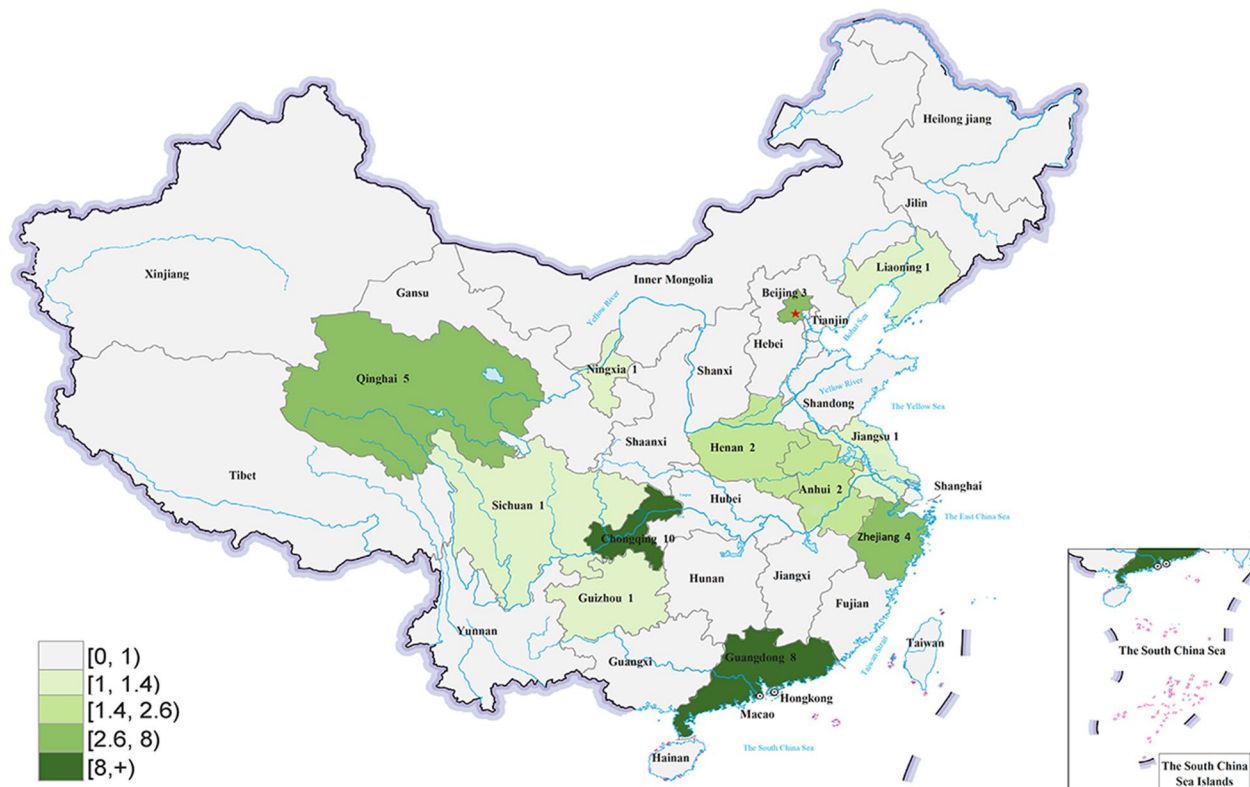 Heilong jiang
Jilin
Xinjiang
Liaoning 1
Inner Mongolia
Gansu
Beijing 3
Yellow River
Tianjin
Bohai Sea
Hebei
Ningxia 1
Shanxi
Qinghai 5
Yellow River
Shandong
The Yellow Sea
Shaanxi
Jiangsu 1
Henan 2
Tibet
Anhui 2
Shanghai
Hubei
Sichuan 1
The East China Sea
Chongqing 10
Zhejiang 4
Hunan
Jiangxi
Guizhou 1
Fujian
Yunnan
Taiwan
Guangxi
Guangdong 8
Taiwan Strait
Hongkong
Macao
The South China Sea
Hainan
[0, 1)
[1, 1.4)
[1.4, 2.6)
[2.6, 8)
[8,+)
The South China Sea
The South China
Sea Islands